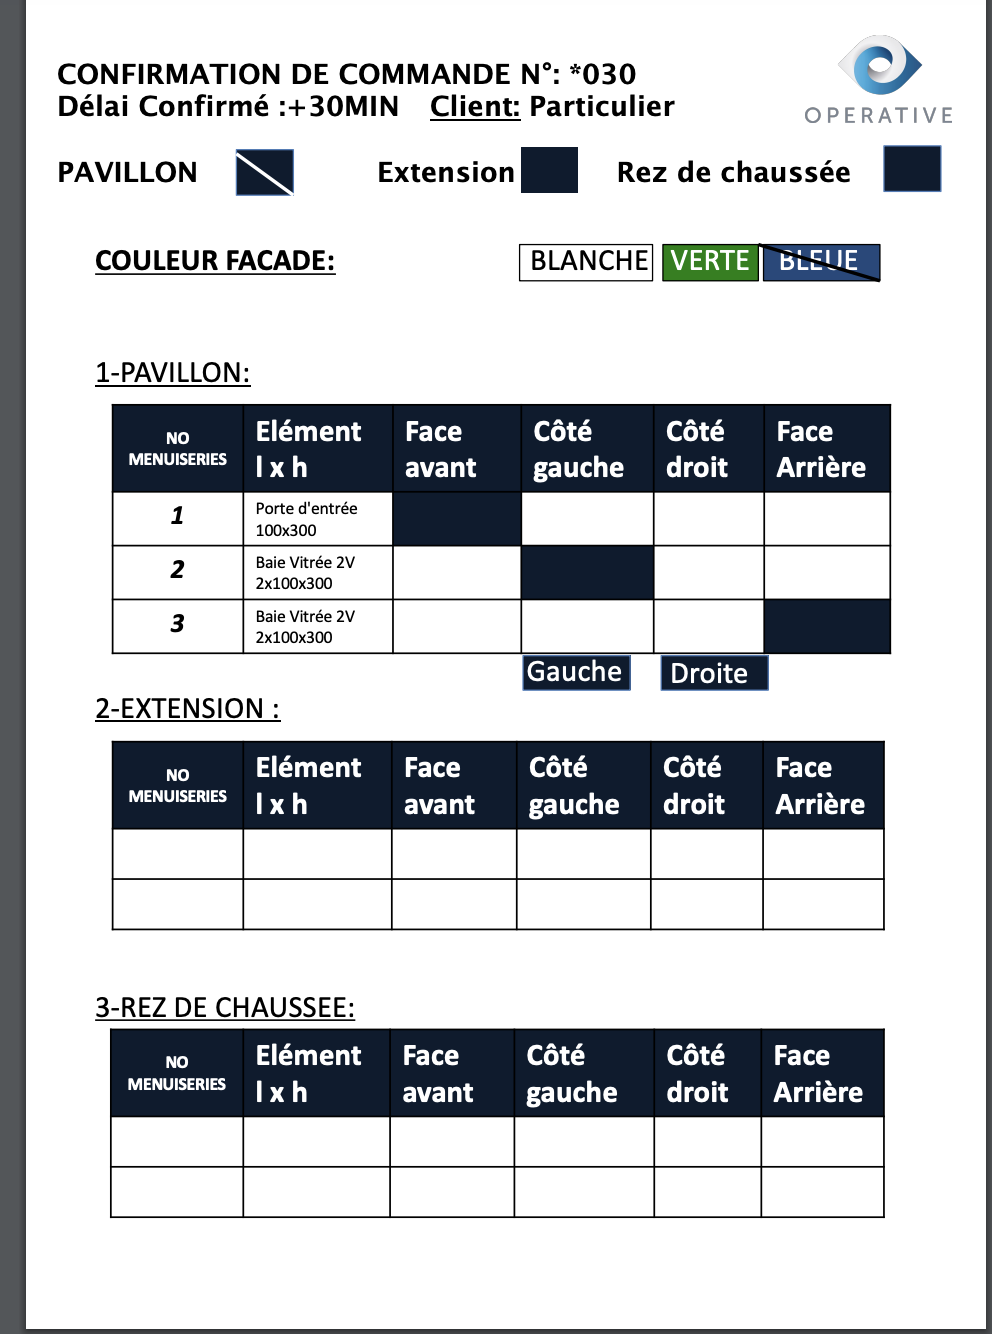 CONFIRMATION DE COMMANDE N°: *030
Délai Confirmé :+30MIN Client: Particulier
OPERATIVE
PAVILLON Extension Rez de chaussée
COULEUR FACADE: BLANCHE VERTE BLEUE
1-PAVILLON:
NO MENUISERIES Elément l x h Face avant Côté gauche Côté droit Face Arrière
1 Porte d'entrée 100x300
2 Baie Vitrée 2V 2x100x300
3 Baie Vitrée 2V 2x100x300
Gauche Droite
2-EXTENSION :
NO MENUISERIES Elément l x h Face avant Côté gauche Côté droit Face Arrière
3-REZ DE CHAUSSEE:
NO MENUISERIES Elément l x h Face avant Côté gauche Côté droit Face Arrière